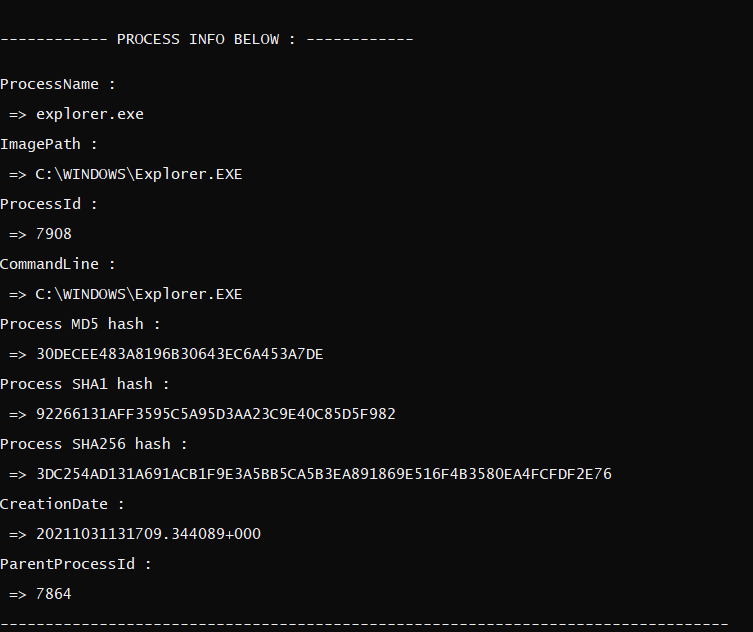 ------------ PROCESS INFO BELOW : ------------
ProcessName :
=> explorer.exe
ImagePath :
=> C:\WINDOWS\Explorer.EXE
ProcessId :
=> 7908
CommandLine :
=> C:\WINDOWS\Explorer.EXE
Process MD5 hash :
=> 30DECEE483A8196B30643EC6A453A7DE
Process SHA1 hash :
=> 92266131AFF3595C5A95D3AA23C9E40C85D5F982
Process SHA256 hash :
=> 3DC254AD131A691ACB1F9E3A5BB5CA5B3EA891869E516F4B3580EA4FCFDF2E76
CreationDate :
=> 20211031131709.344089+000
ParentProcessId :
=> 7864
---------------------------------------------------------------------------------